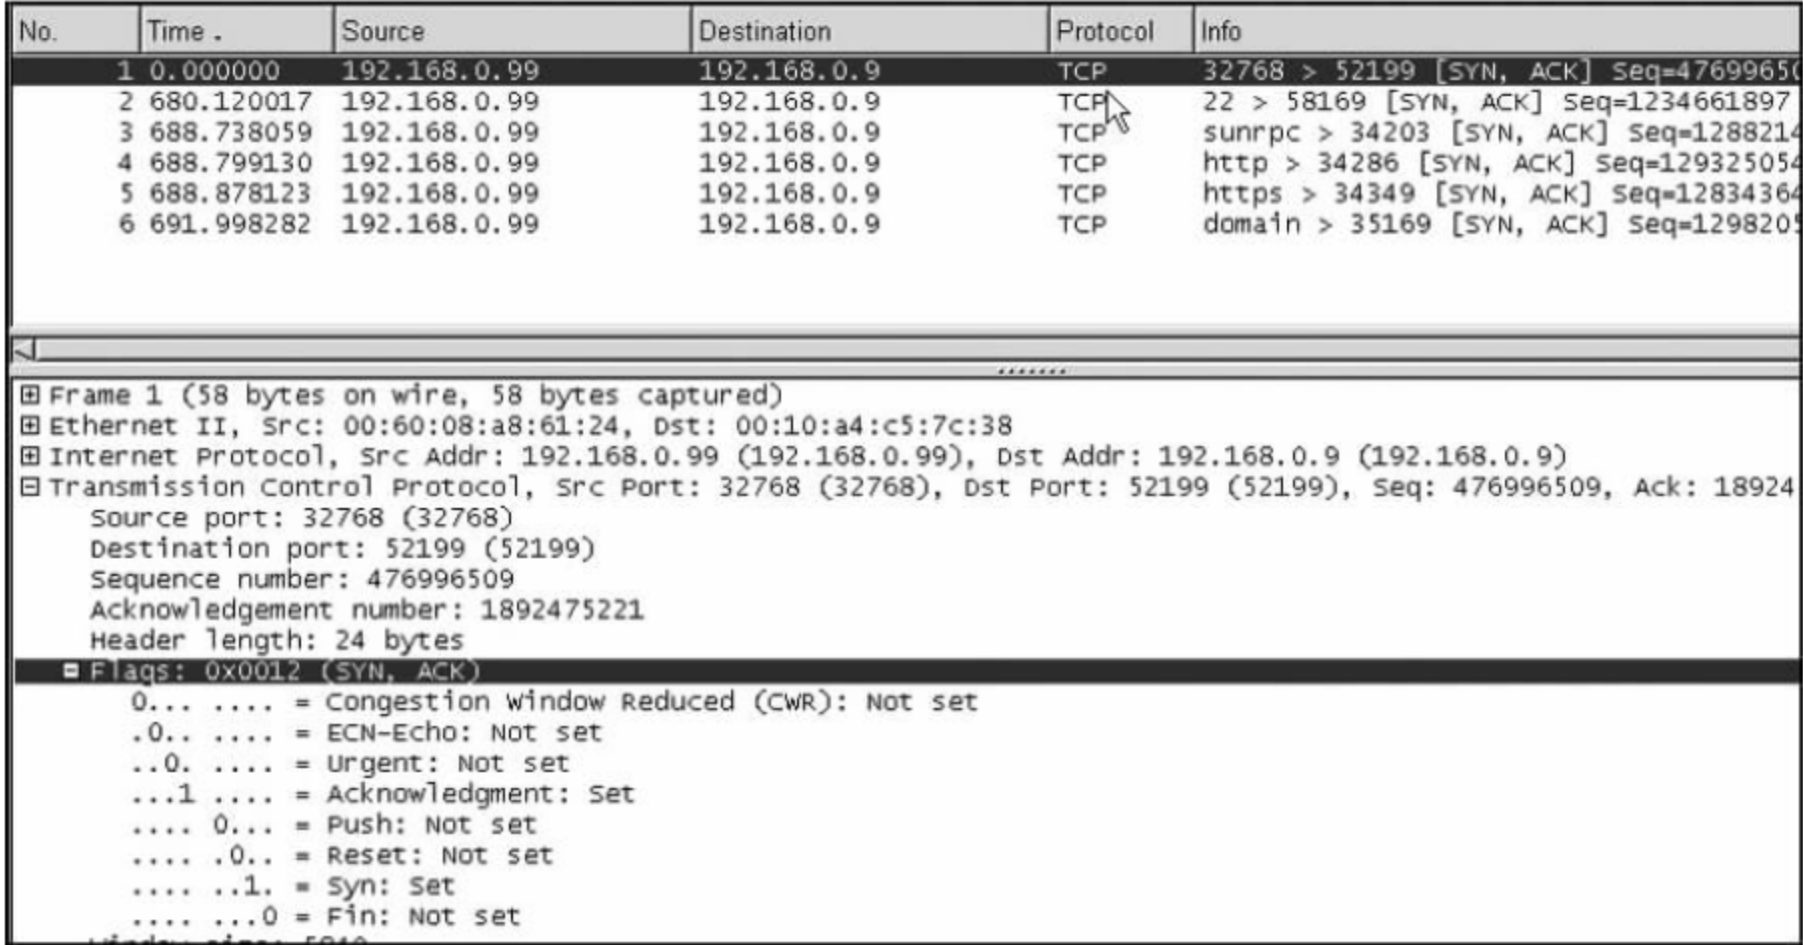 No. Time . Source Destination Protocol Info
1 0.000000 192.168.0.99 192.168.0.9 TCP 32768 > 52199 [SYN, ACK] Seq=4769965
2 680.120017 192.168.0.99 192.168.0.9 TCP 22 > 58169 [SYN, ACK] Seq=1234661897
3 688.738059 192.168.0.99 192.168.0.9 TCP sunrpc > 34203 [SYN, ACK] Seq=1288214
4 688.799130 192.168.0.99 192.168.0.9 TCP http > 34286 [SYN, ACK] Seq=129325054
5 688.878123 192.168.0.99 192.168.0.9 TCP https > 34349 [SYN, ACK] Seq=12834364
6 691.998282 192.168.0.99 192.168.0.9 TCP domain > 35169 [SYN, ACK] Seq=1298205
Frame 1 (58 bytes on wire, 58 bytes captured)
Ethernet II, Src: 00:60:08:a8:61:24, Dst: 00:10:a4:c5:7c:38
Internet Protocol, Src Addr: 192.168.0.99 (192.168.0.99), Dst Addr: 192.168.0.9 (192.168.0.9)
Transmission Control Protocol, Src Port: 32768 (32768), Dst Port: 52199 (52199), Seq: 476996509, Ack: 18924
Source port: 32768 (32768)
Destination port: 52199 (52199)
Sequence number: 476996509
Acknowledgement number: 1892475221
Header length: 24 bytes
Flags: 0x0012 (SYN, ACK)
0... .... = Congestion Window Reduced (CWR): Not set
.0.. .... = ECN-Echo: Not set
..0. .... = Urgent: Not set
...1 .... = Acknowledgment: Set
.... 0... = Push: Not set
.... .0.. = Reset: Not set
.... ..1. = Syn: Set
.... ...0 = Fin: Not set